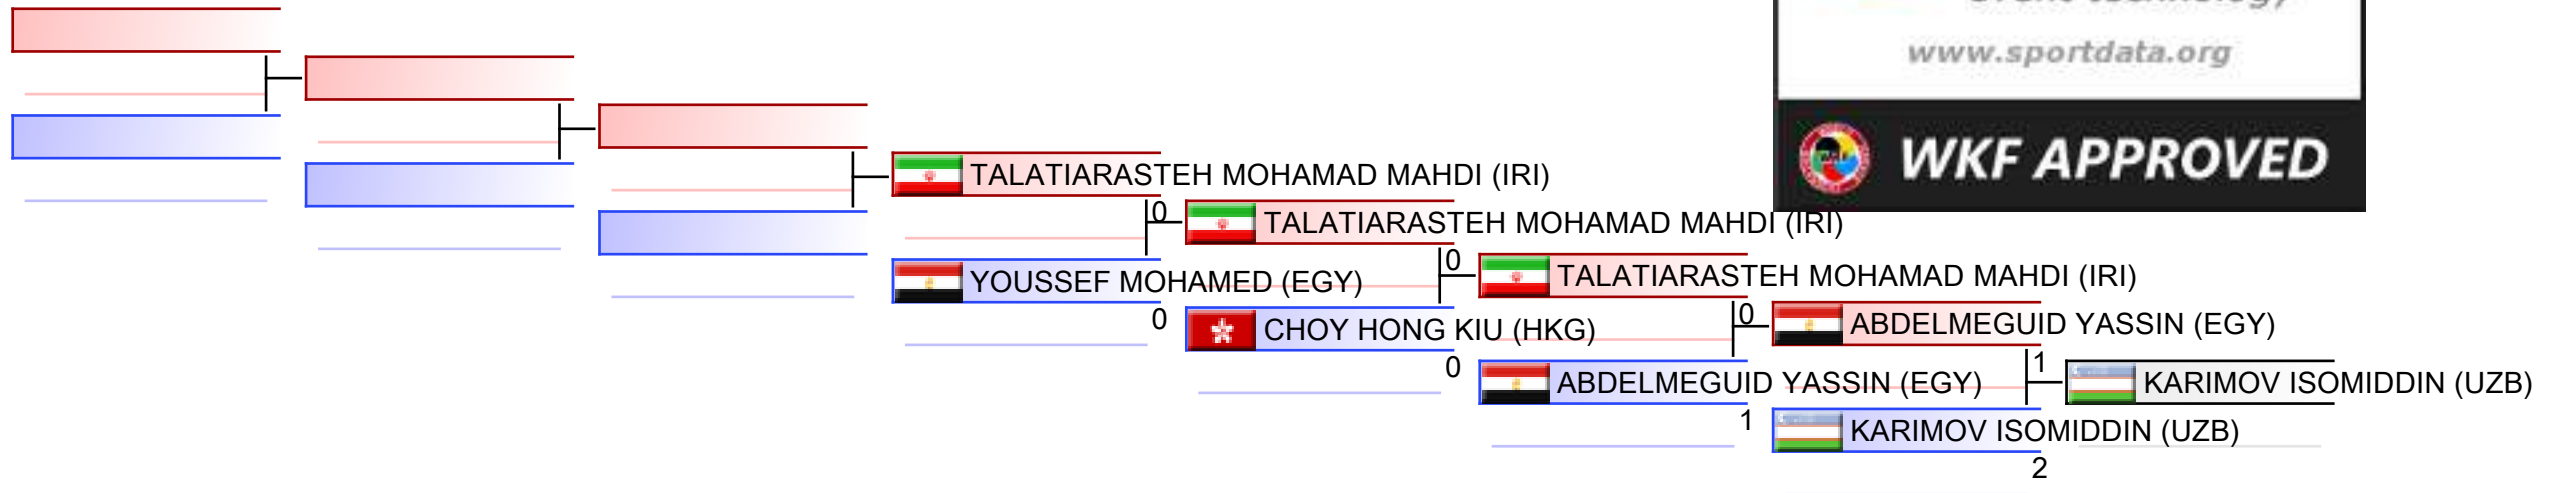 www.sportdata.org
WKF APPROVED
TALATIARASTEH MOHAMAD MAHDI (IRI)
0
TALATIARASTEH MOHAMAD MAHDI (IRI)
0
TALATIARASTEH MOHAMAD MAHDI (IRI)
YOUSSEF MOHAMED (EGY)
0
0
ABDELMEGUID YASSIN (EGY)
CHOY HONG KIU (HKG)
0
1
ABDELMEGUID YASSIN (EGY)
KARIMOV ISOMIDDIN (UZB)
1
KARIMOV ISOMIDDIN (UZB)
2